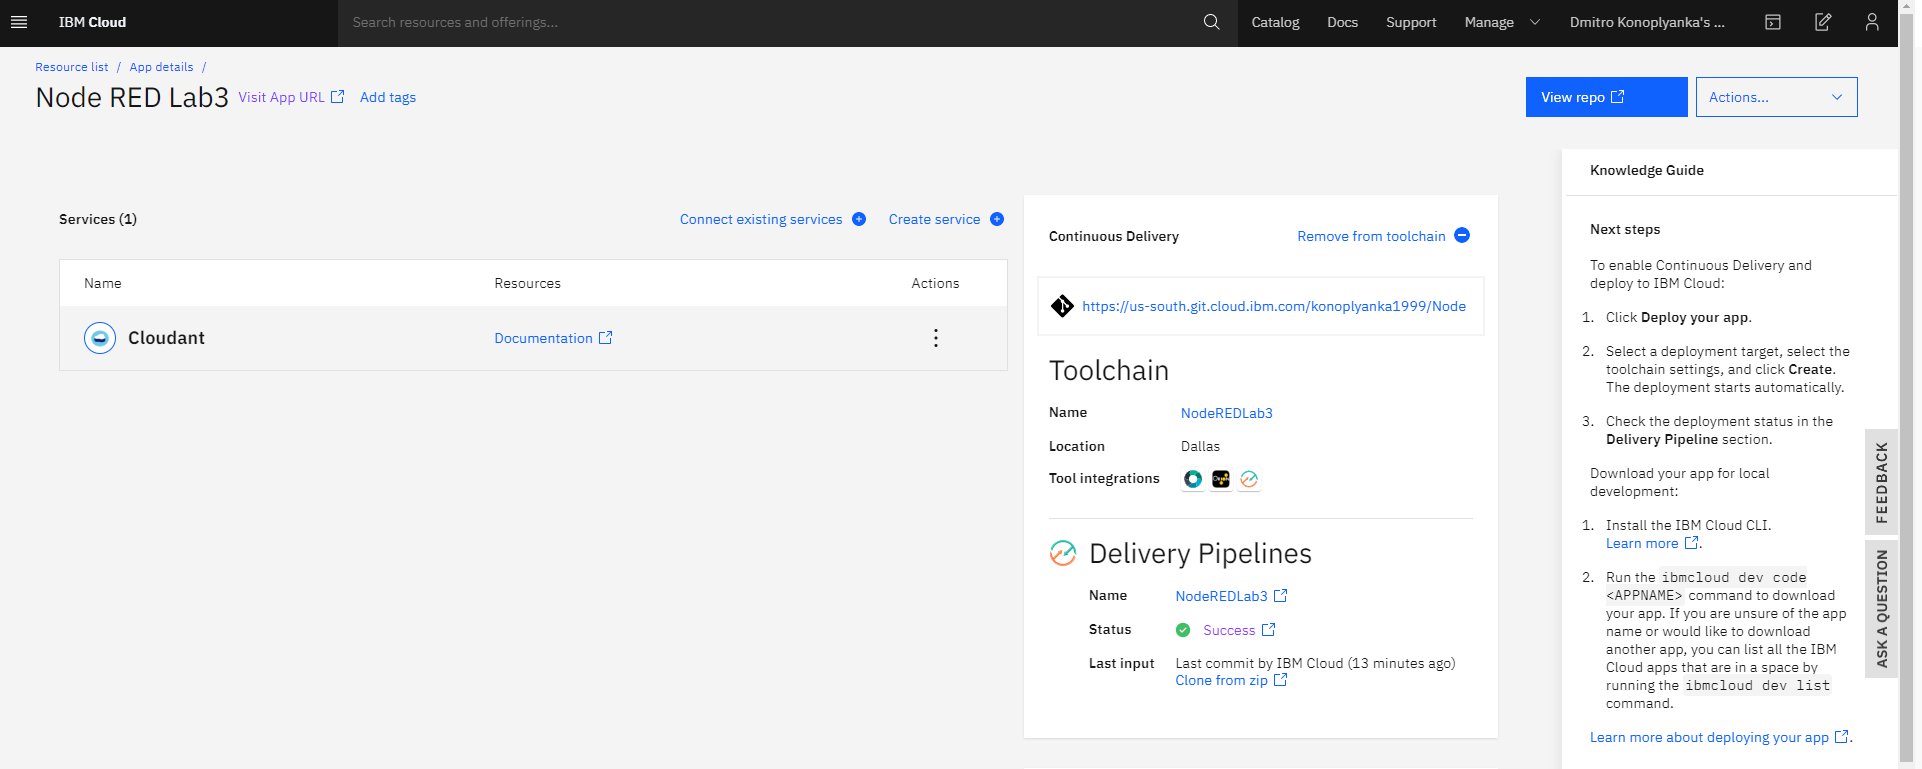 IBM Cloud
Search resources and offerings...
Catalog
Docs
Support
Manage
Dmitro Konoplyanka's ...
Resource list / App details /
Node RED Lab3
Visit App URL
Add tags
View repo
Actions...
Services (1)
Connect existing services
Create service
Name
Resources
Actions
Cloudant
Documentation
Continuous Delivery
Remove from toolchain
https://us-south.git.cloud.ibm.com/konoplyanka1999/Node
Toolchain
Name
NodeREDLab3
Location
Dallas
Tool integrations
Delivery Pipelines
Name
NodeREDLab3
Status
Success
Last input
Last commit by IBM Cloud (13 minutes ago)
Clone from zip
Knowledge Guide
Next steps
To enable Continuous Delivery and
deploy to IBM Cloud:
1. Click Deploy your app.
2. Select a deployment target, select the
toolchain settings, and click Create.
The deployment starts automatically.
3. Check the deployment status in the
Delivery Pipeline section.
Download your app for local
development:
1. Install the IBM Cloud CLI.
Learn more .
2. Run the ibmcloud dev code
<APPNAME> command to download
your app. If you are unsure of the app
name or would like to download
another app, you can list all the IBM
Cloud apps that are in a space by
running the ibmcloud dev list
command.
Learn more about deploying your app .
FEEDBACK
ASK A QUESTION